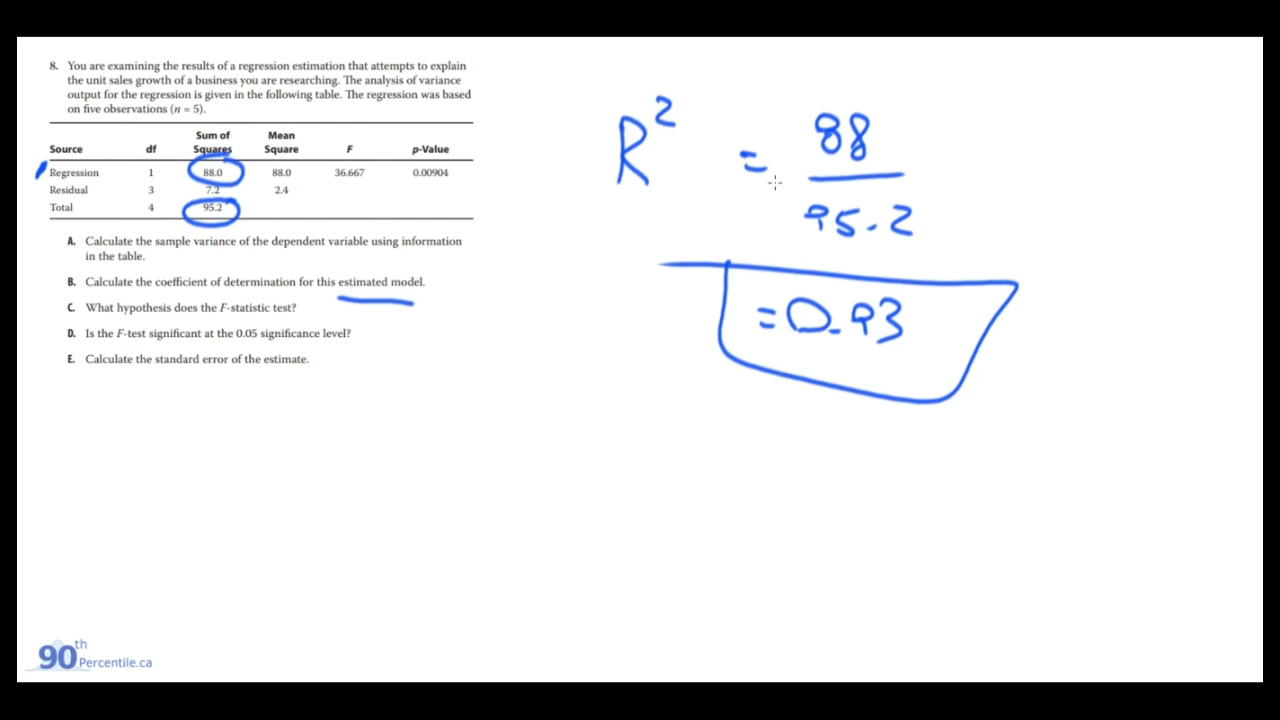 8. You are examining the results of a regression estimation that attempts to explain
the unit sales growth of a business you are researching. The analysis of variance
output for the regression is given in the following table. The regression was based
on five observations (n = 5).
Sum of Mean
Source df Squares Square F p-Value
Regression 1 88.0 88.0 36.667 0.00904
Residual 3 7.2 2.4
Total 4 95.2
A. Calculate the sample variance of the dependent variable using information
in the table.
B. Calculate the coefficient of determination for this estimated model.
C. What hypothesis does the F-statistic test?
D. Is the F-test significant at the 0.05 significance level?
E. Calculate the standard error of the estimate.
R² = 88
95.2
= 0.93
90th
Percentile.ca